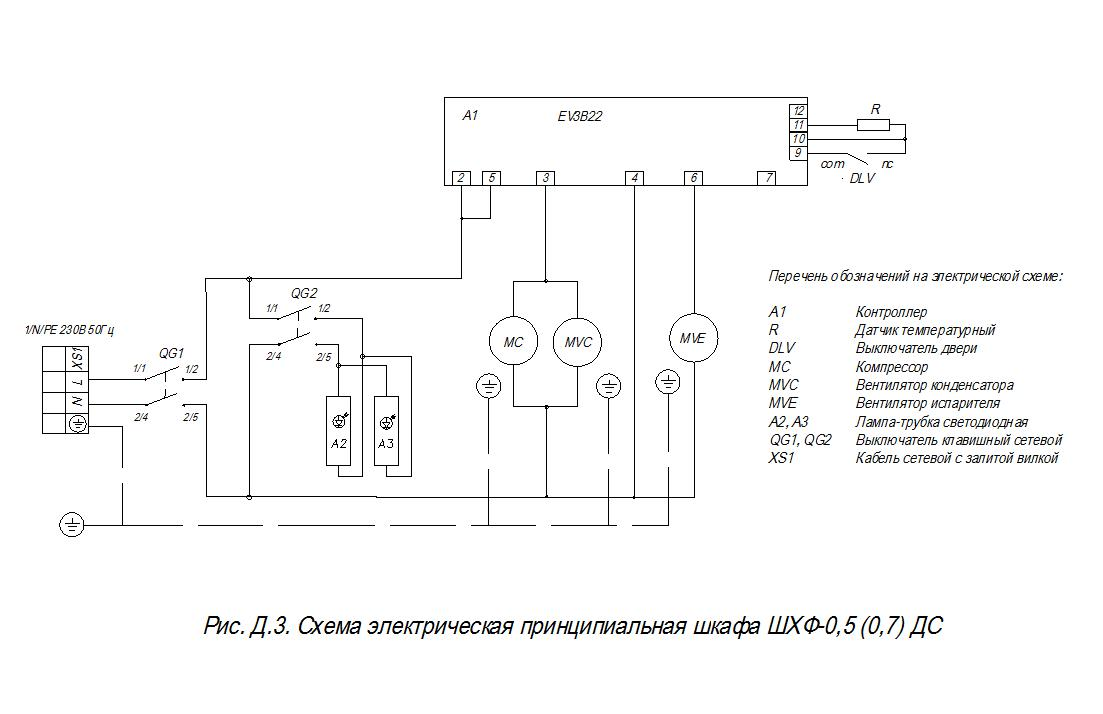 A1 EV3B22
12
11
10
9
R
com nc
DLV
2 5 3 4 6 7
QG2
1/1 1/2
2/4 2/5
1/N/PE 230В 50Гц
XS1
L
N
QG1
1/1 1/2
2/4 2/5
MC MVC MVE
A2 A3
Перечень обозначений на электрической схеме:
A1 Контроллер
R Датчик температурный
DLV Выключатель двери
MC Компрессор
MVC Вентилятор конденсатора
MVE Вентилятор испарителя
A2, A3 Лампа-трубка светодиодная
QG1, QG2 Выключатель клавишный сетевой
XS1 Кабель сетевой с залитой вилкой
Рис. Д.3. Схема электрическая принципиальная шкафа ШХФ-0,5 (0,7) ДС